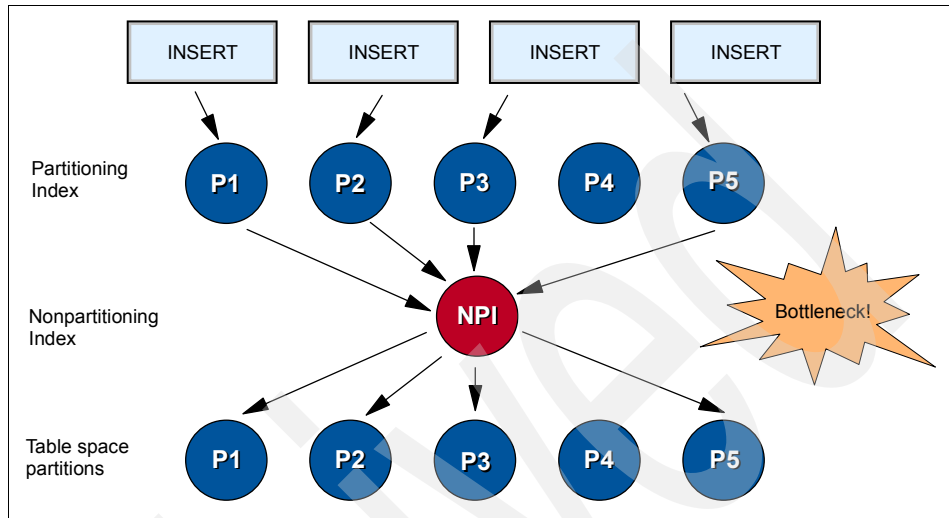 INSERT INSERT INSERT INSERT
Partitioning
Index
P1 P2 P3 P4 P5
Nonpartitioning
Index
NPI
Bottleneck!
Table space
partitions
P1 P2 P3 P4 P5